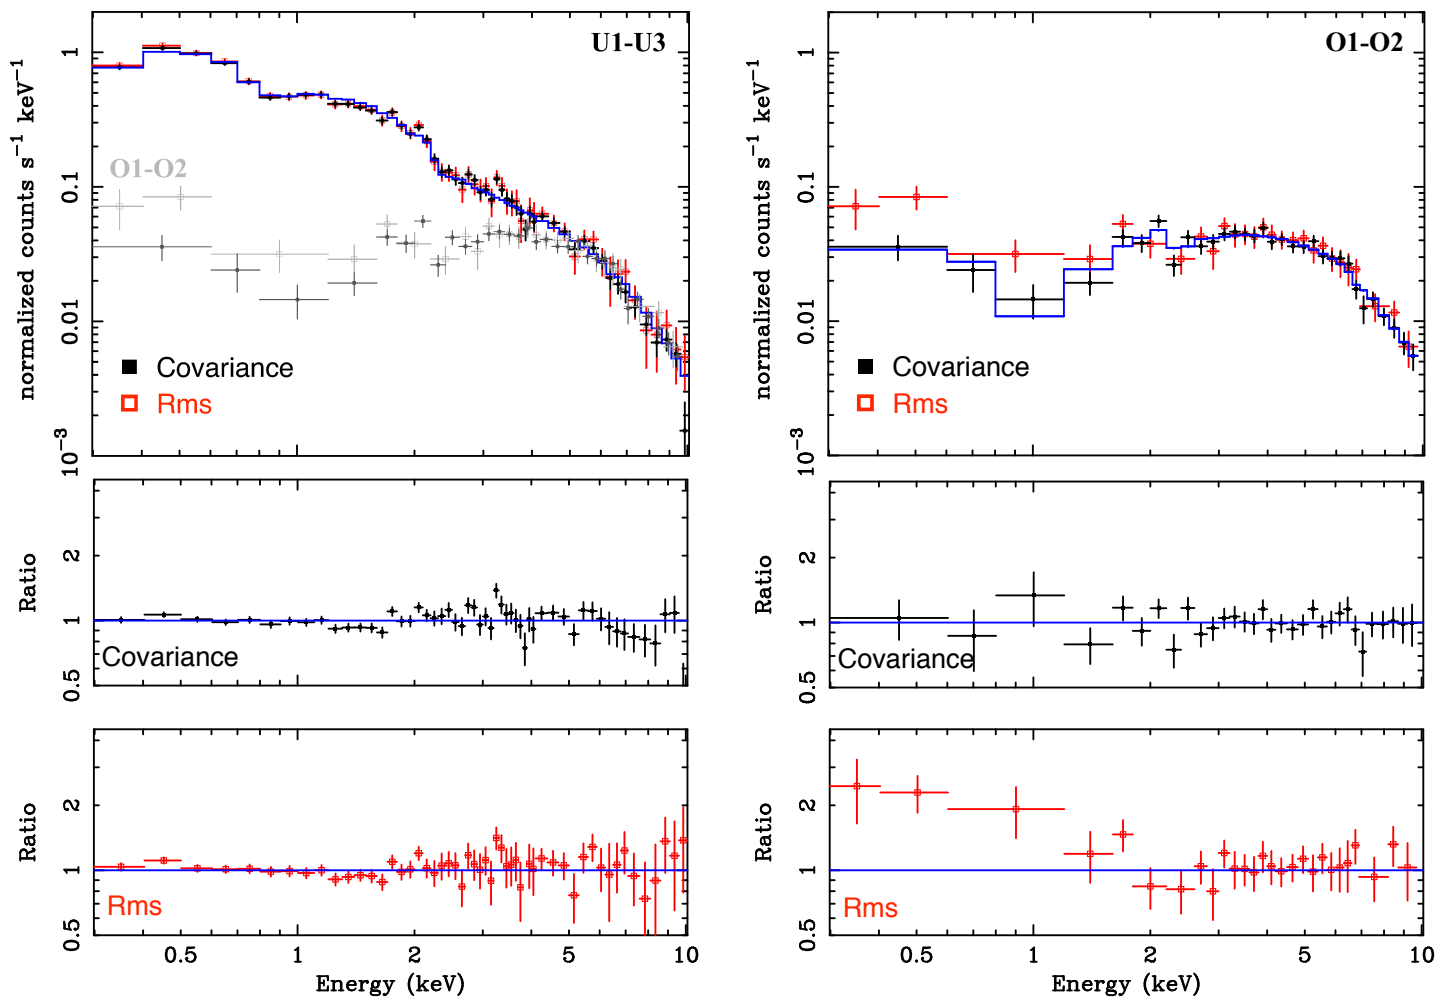 U1-U3
normalized counts s⁻¹ keV⁻¹
1
0.1
0.01
10⁻³
O1-O2
Covariance
Rms
Ratio
2
1
0.5
Covariance
Ratio
2
1
0.5
Rms
0.5 1 2 5 10
Energy (keV)
O1-O2
normalized counts s⁻¹ keV⁻¹
1
0.1
0.01
10⁻³
Covariance
Rms
Ratio
2
1
0.5
Covariance
Ratio
2
1
0.5
Rms
0.5 1 2 5 10
Energy (keV)